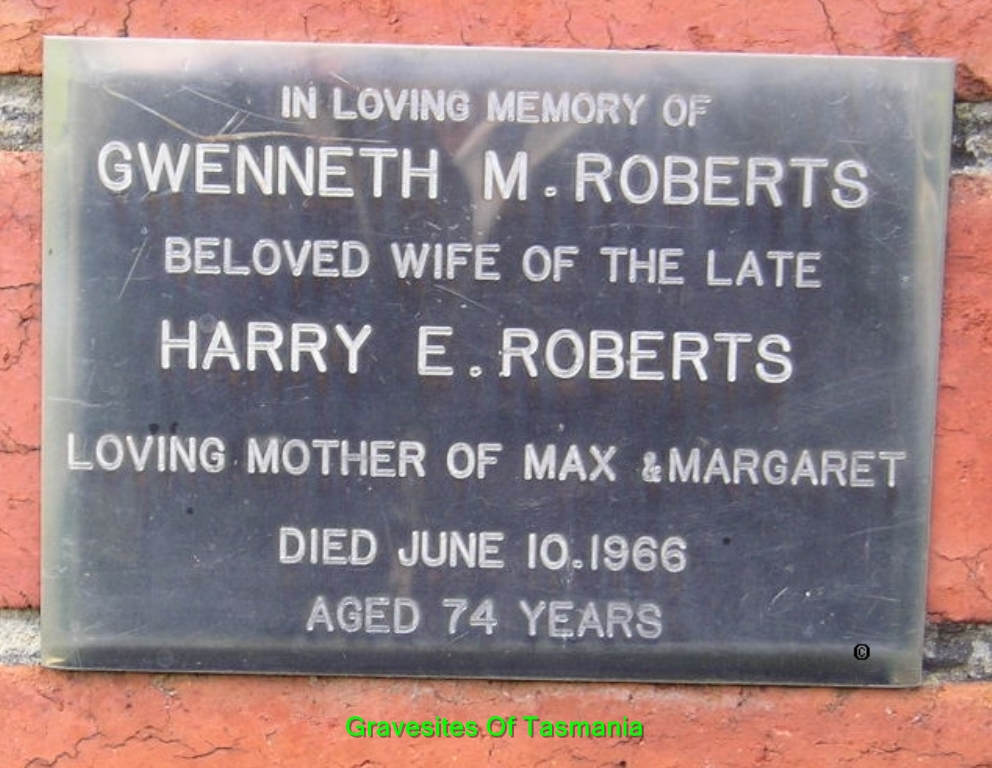 IN LOVING MEMORY OF
GWENNETH M. ROBERTS
BELOVED WIFE OF THE LATE
HARRY E. ROBERTS
LOVING MOTHER OF MAX & MARGARET
DIED JUNE 10.1966
AGED 74 YEARS
©
Gravesites Of Tasmania